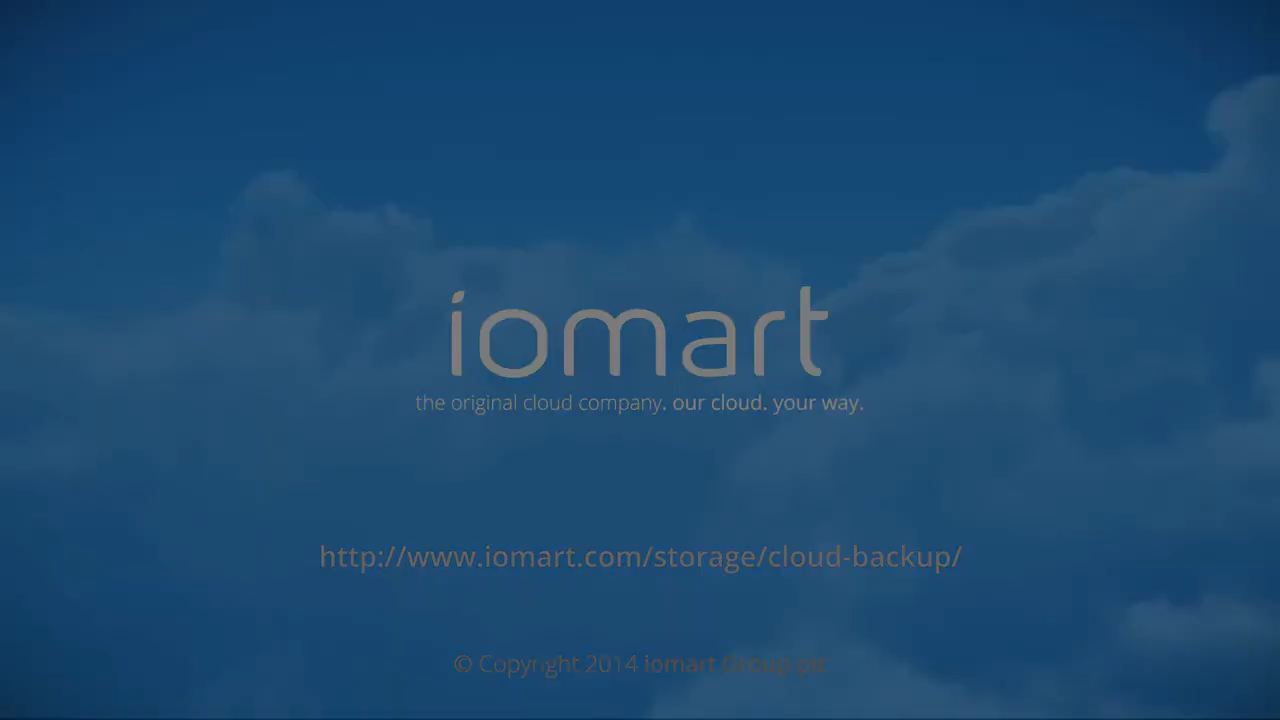 iomart
the original cloud company. our cloud. your way.
http://www.iomart.com/storage/cloud-backup/
© Copyright 2014 iomart Group plc